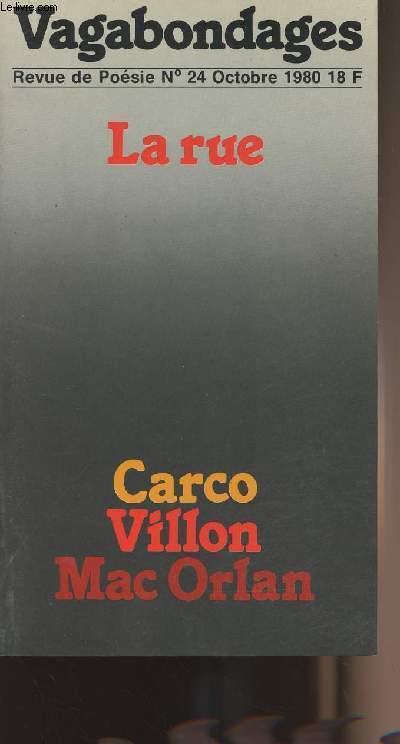 Le-livre.com
Vagabondages
Revue de Poésie N° 24 Octobre 1980 18 F
La rue
Carco
Villon
Mac Orlan